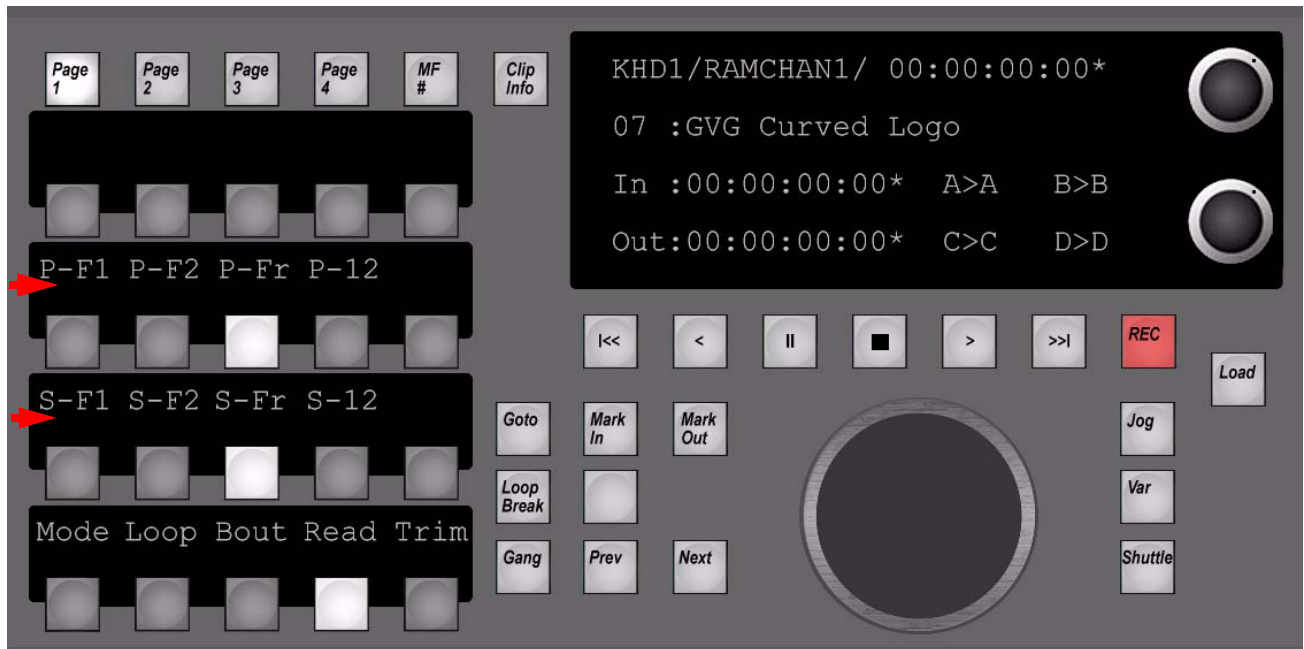 Page 1
Page 2
Page 3
Page 4
MF #
Clip Info
KHD1/RAMCHAN1/ 00:00:00:00*
07 :GVG Curved Logo
In :00:00:00:00* A>A B>B
Out:00:00:00:00* C>C D>D
P-F1 P-F2 P-Fr P-12
S-F1 S-F2 S-Fr S-12
Mode Loop Bout Read Trim
I<<
<
II
>
>>I
REC
Load
Goto
Mark In
Mark Out
Jog
Loop Break
Var
Gang
Prev
Next
Shuttle